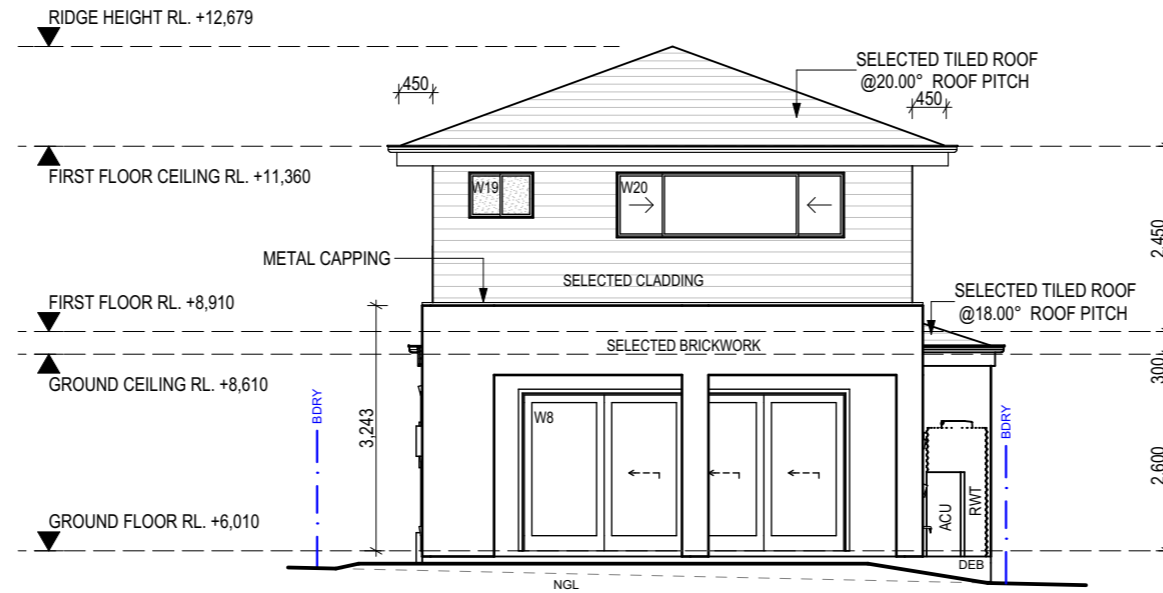 RIDGE HEIGHT RL. +12,679
SELECTED TILED ROOF
@20.00° ROOF PITCH
450
450
FIRST FLOOR CEILING RL. +11,360
W19
W20
2,450
METAL CAPPING
SELECTED CLADDING
FIRST FLOOR RL. +8,910
SELECTED TILED ROOF
@18.00° ROOF PITCH
SELECTED BRICKWORK
300
GROUND CEILING RL. +8,610
BDRY
BDRY
3,243
W8
2,600
ACU
RWT
GROUND FLOOR RL. +6,010
DEB
NGL